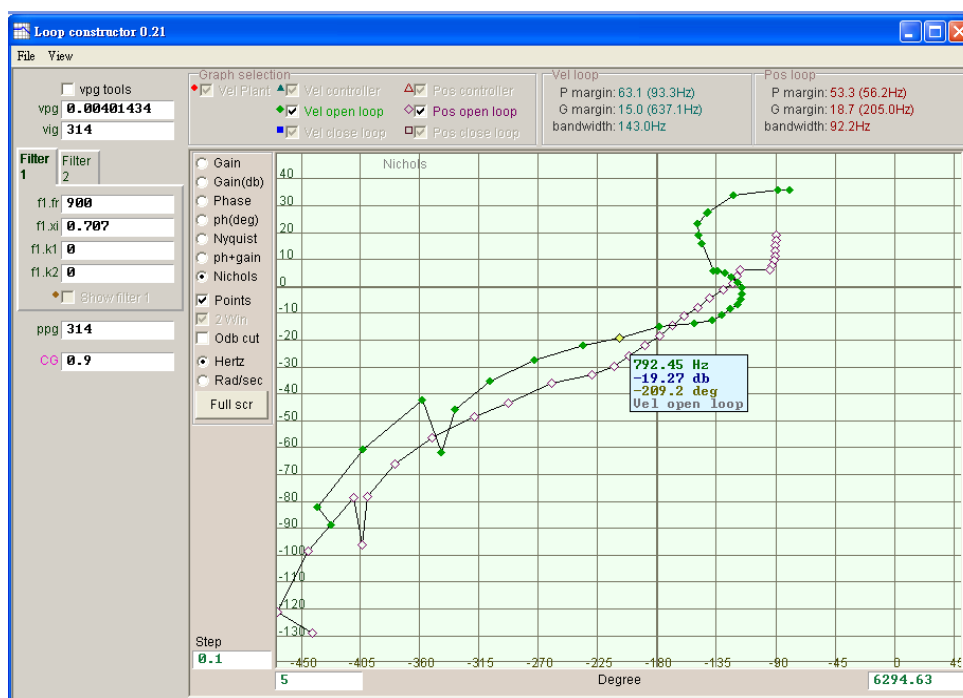 Loop constructor 0.21
File View
vpg tools
vpg 0.00401434
vig 314
Filter 1
Filter 2
f1.fr 900
f1.xi 0.707
f1.k1 0
f1.k2 0
Show filter 1
ppg 314
CG 0.9
Graph selection
Vel Plant Vel controller Pos controller
Vel open loop Pos open loop
Vel close loop Pos close loop
Vel loop
P margin: 63.1 (93.3Hz)
G margin: 15.0 (637.1Hz)
bandwidth: 143.0Hz
Pos loop
P margin: 53.3 (56.2Hz)
G margin: 18.7 (205.0Hz)
bandwidth: 92.2Hz
Gain
Gain(db)
Phase
ph(deg)
Nyquist
ph+gain
Nichols
Points
2 Win
0db cut
Hertz
Rad/sec
Full scr
Step
0.1
Nichols
40
30
20
10
0
-10
-20
-30
-40
-50
-60
-70
-80
-90
-100
-110
-120
-130
792.45 Hz
-19.27 db
-209.2 deg
Vel open loop
-450 -405 -360 -315 -270 -225 -180 -135 -90 -45 0 45
5 Degree 6294.63